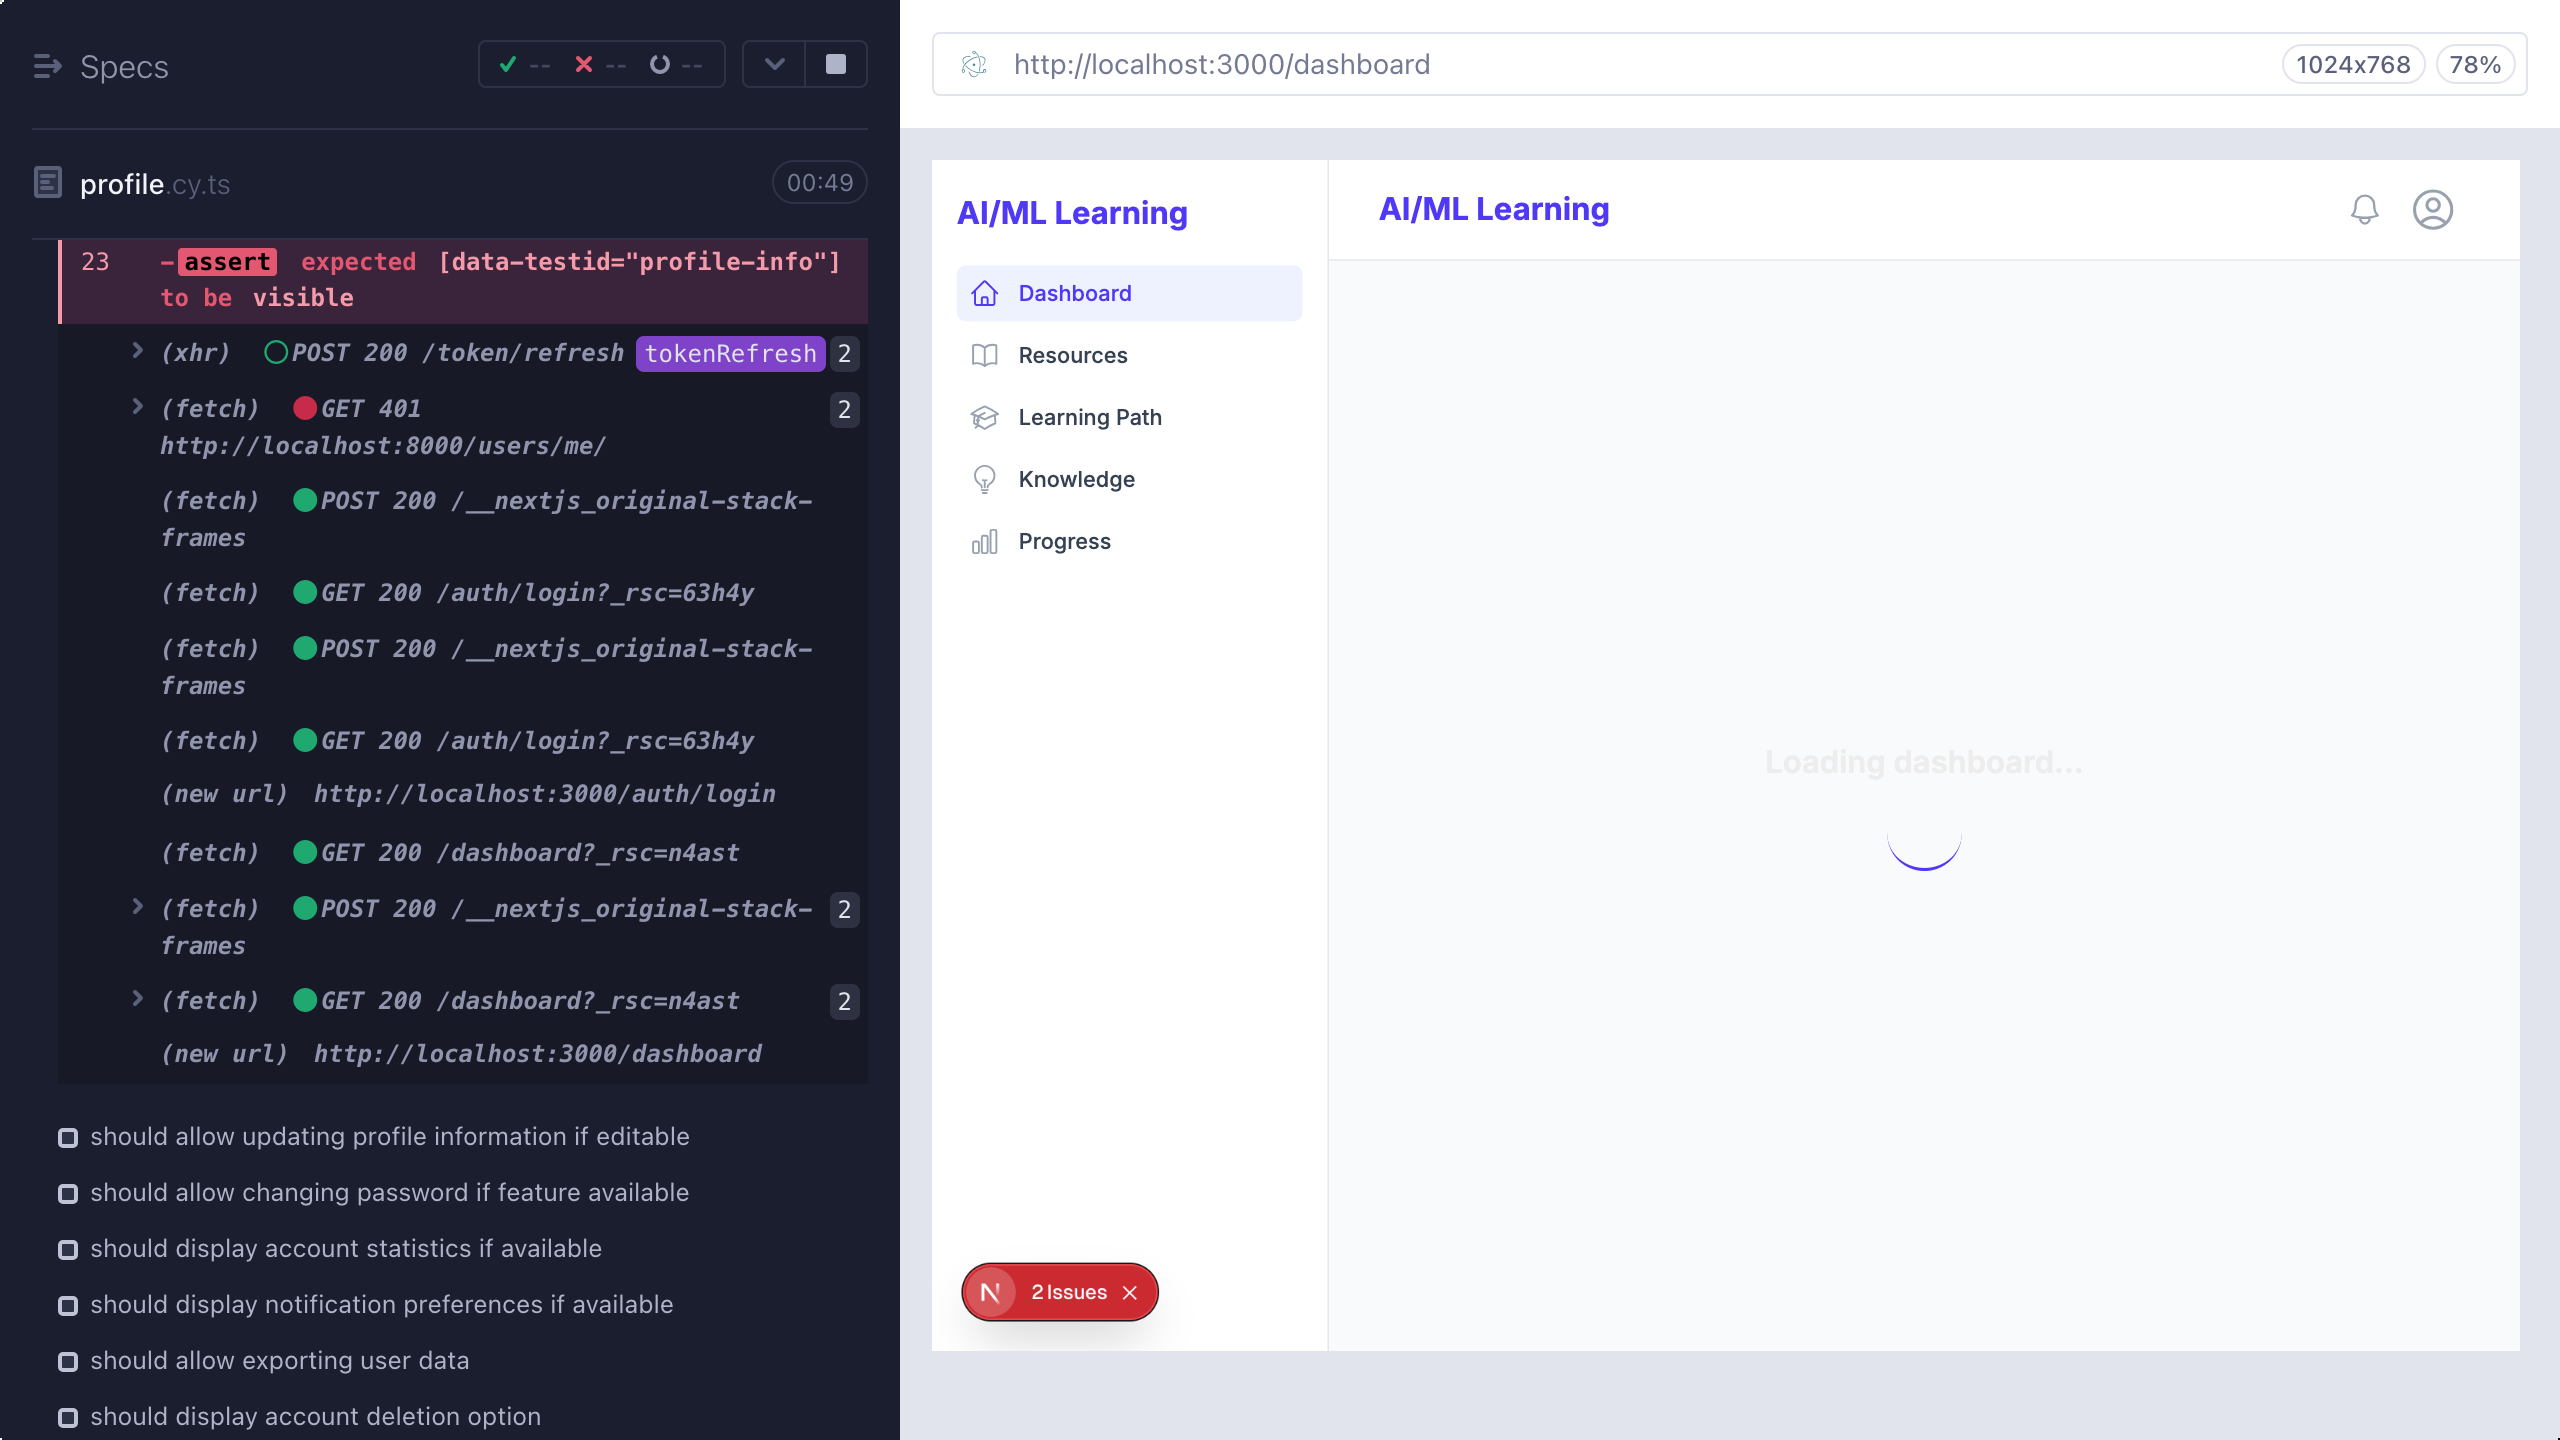 Specs
-- -- --
profile.cy.ts
00:49
23 -assert expected [data-testid="profile-info"]
to be visible
(xhr) POST 200 /token/refresh tokenRefresh 2
(fetch) GET 401 2
http://localhost:8000/users/me/
(fetch) POST 200 /__nextjs_original-stack-
frames
(fetch) GET 200 /auth/login?_rsc=63h4y
(fetch) POST 200 /__nextjs_original-stack-
frames
(fetch) GET 200 /auth/login?_rsc=63h4y
(new url) http://localhost:3000/auth/login
(fetch) GET 200 /dashboard?_rsc=n4ast
(fetch) POST 200 /__nextjs_original-stack- 2
frames
(fetch) GET 200 /dashboard?_rsc=n4ast 2
(new url) http://localhost:3000/dashboard
should allow updating profile information if editable
should allow changing password if feature available
should display account statistics if available
should display notification preferences if available
should allow exporting user data
should display account deletion option
http://localhost:3000/dashboard
1024x768
78%
AI/ML Learning
Dashboard
Resources
Learning Path
Knowledge
Progress
N 2 Issues
AI/ML Learning
Loading dashboard...